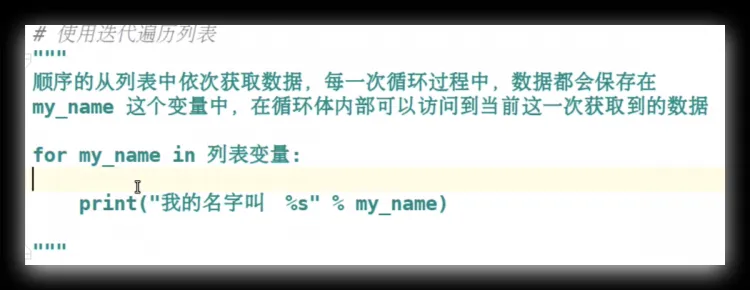 # 使用迭代遍历列表
"""
顺序的从列表中依次获取数据，每一次循环过程中，数据都会保存在
my_name 这个变量中，在循环体内部可以访问到当前这一次获取到的数据
for my_name in 列表变量：
print("我的名字叫 %s" % my_name)
"""